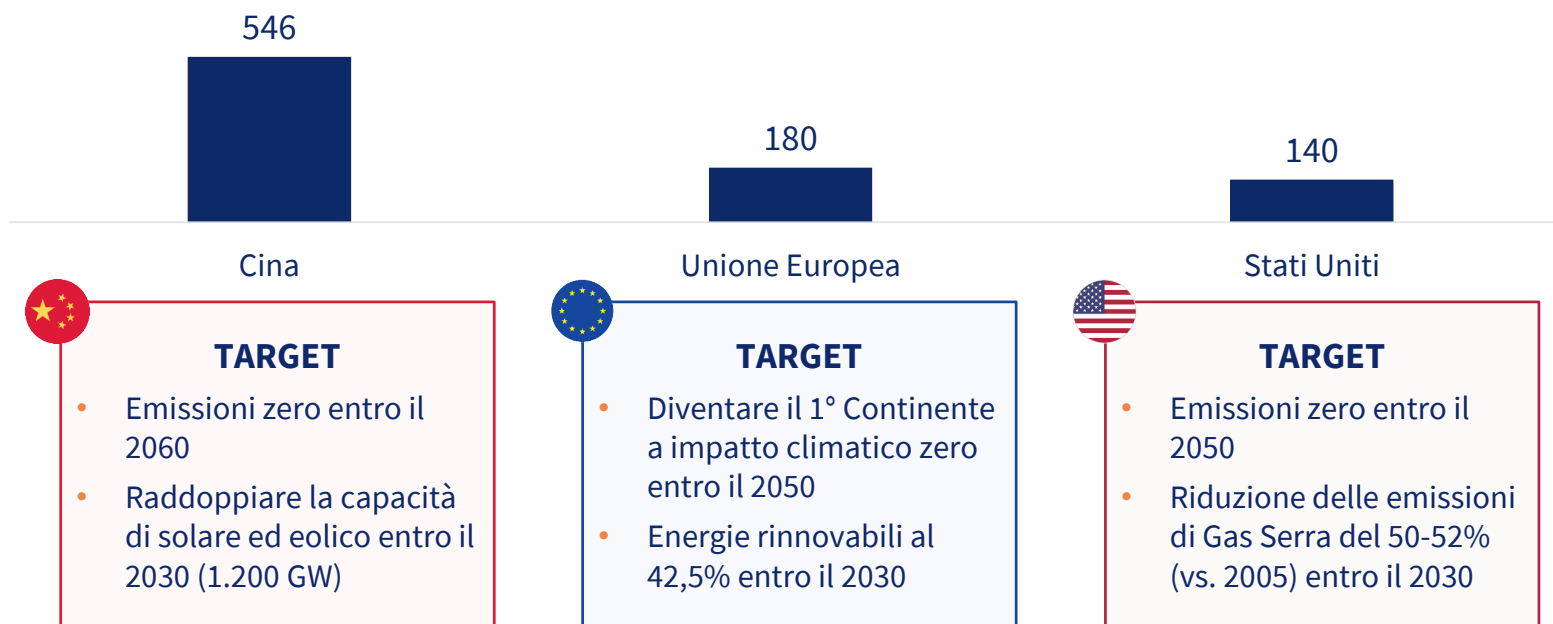 546
180
140
Cina
Unione Europea
Stati Uniti
TARGET
• Emissioni zero entro il
2060
• Raddoppiare la capacità
di solare ed eolico entro il
2030 (1.200 GW)
TARGET
• Diventare il 1° Continente
a impatto climatico zero
entro il 2050
• Energie rinnovabili al
42,5% entro il 2030
TARGET
• Emissioni zero entro il
2050
• Riduzione delle emissioni
di Gas Serra del 50-52%
(vs. 2005) entro il 2030